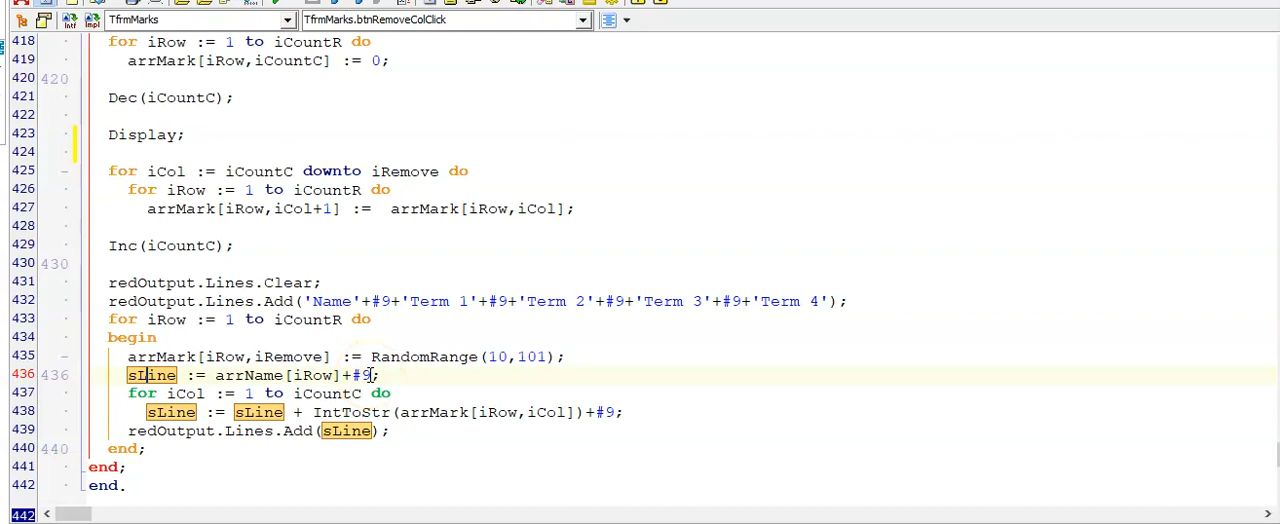 TfrmMarks TfrmMarks.btnRemoveColClick
418 for iRow := 1 to iCountR do
419 arrMark[iRow,iCountC] := 0;
420 420
421 Dec(iCountC);
422
423 Display;
424
425 for iCol := iCountC downto iRemove do
426 for iRow := 1 to iCountR do
427 arrMark[iRow,iCol+1] := arrMark[iRow,iCol];
428
429 Inc(iCountC);
430 430
431 redOutput.Lines.Clear;
432 redOutput.Lines.Add('Name'+#9+'Term 1'+#9+'Term 2'+#9+'Term 3'+#9+'Term 4');
433 for iRow := 1 to iCountR do
434 begin
435 arrMark[iRow,iRemove] := RandomRange(10,101);
436 436 sLine := arrName[iRow]+#9;
437 for iCol := 1 to iCountC do
438 sLine := sLine + IntToStr(arrMark[iRow,iCol])+#9;
439 redOutput.Lines.Add(sLine);
440 440 end;
441 end;
442 end.
442